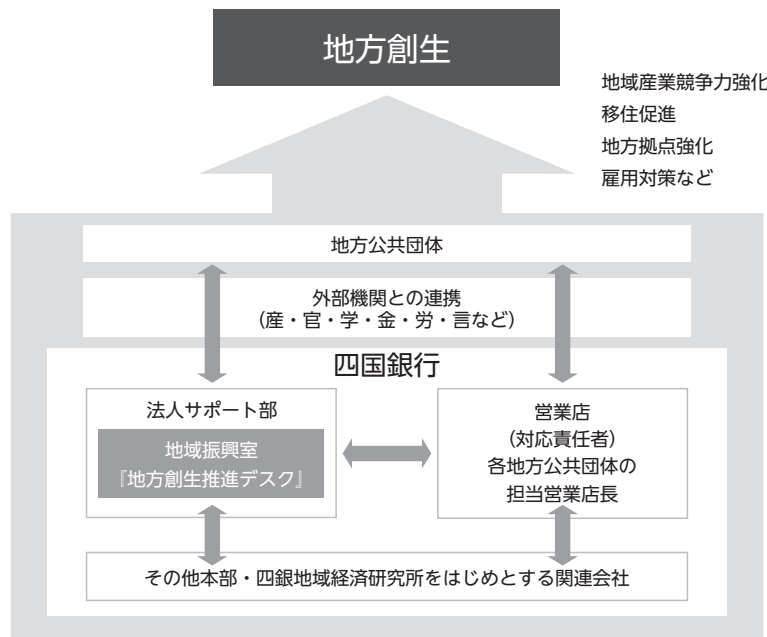 地方創生
地域産業競争力強化
移住促進
地方拠点強化
雇用対策など
地方公共団体
外部機関との連携
（産・官・学・金・労・言など）
四国銀行
法人サポート部
地域振興室
『地方創生推進デスク』
営業店
（対応責任者）
各地方公共団体の
担当営業店長
その他本部・四銀地域経済研究所をはじめとする関連会社